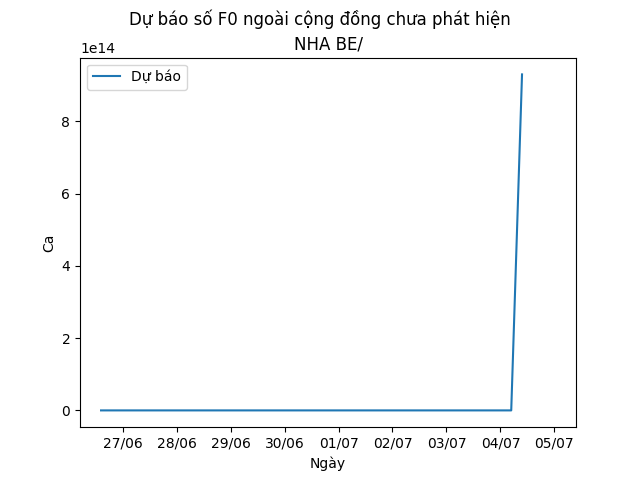 Dự báo số F0 ngoài cộng đồng chưa phát hiện
NHA BE/
1e14
Dự báo
8
6
4
2
0
Ca
27/06 28/06 29/06 30/06 01/07 02/07 03/07 04/07 05/07
Ngày